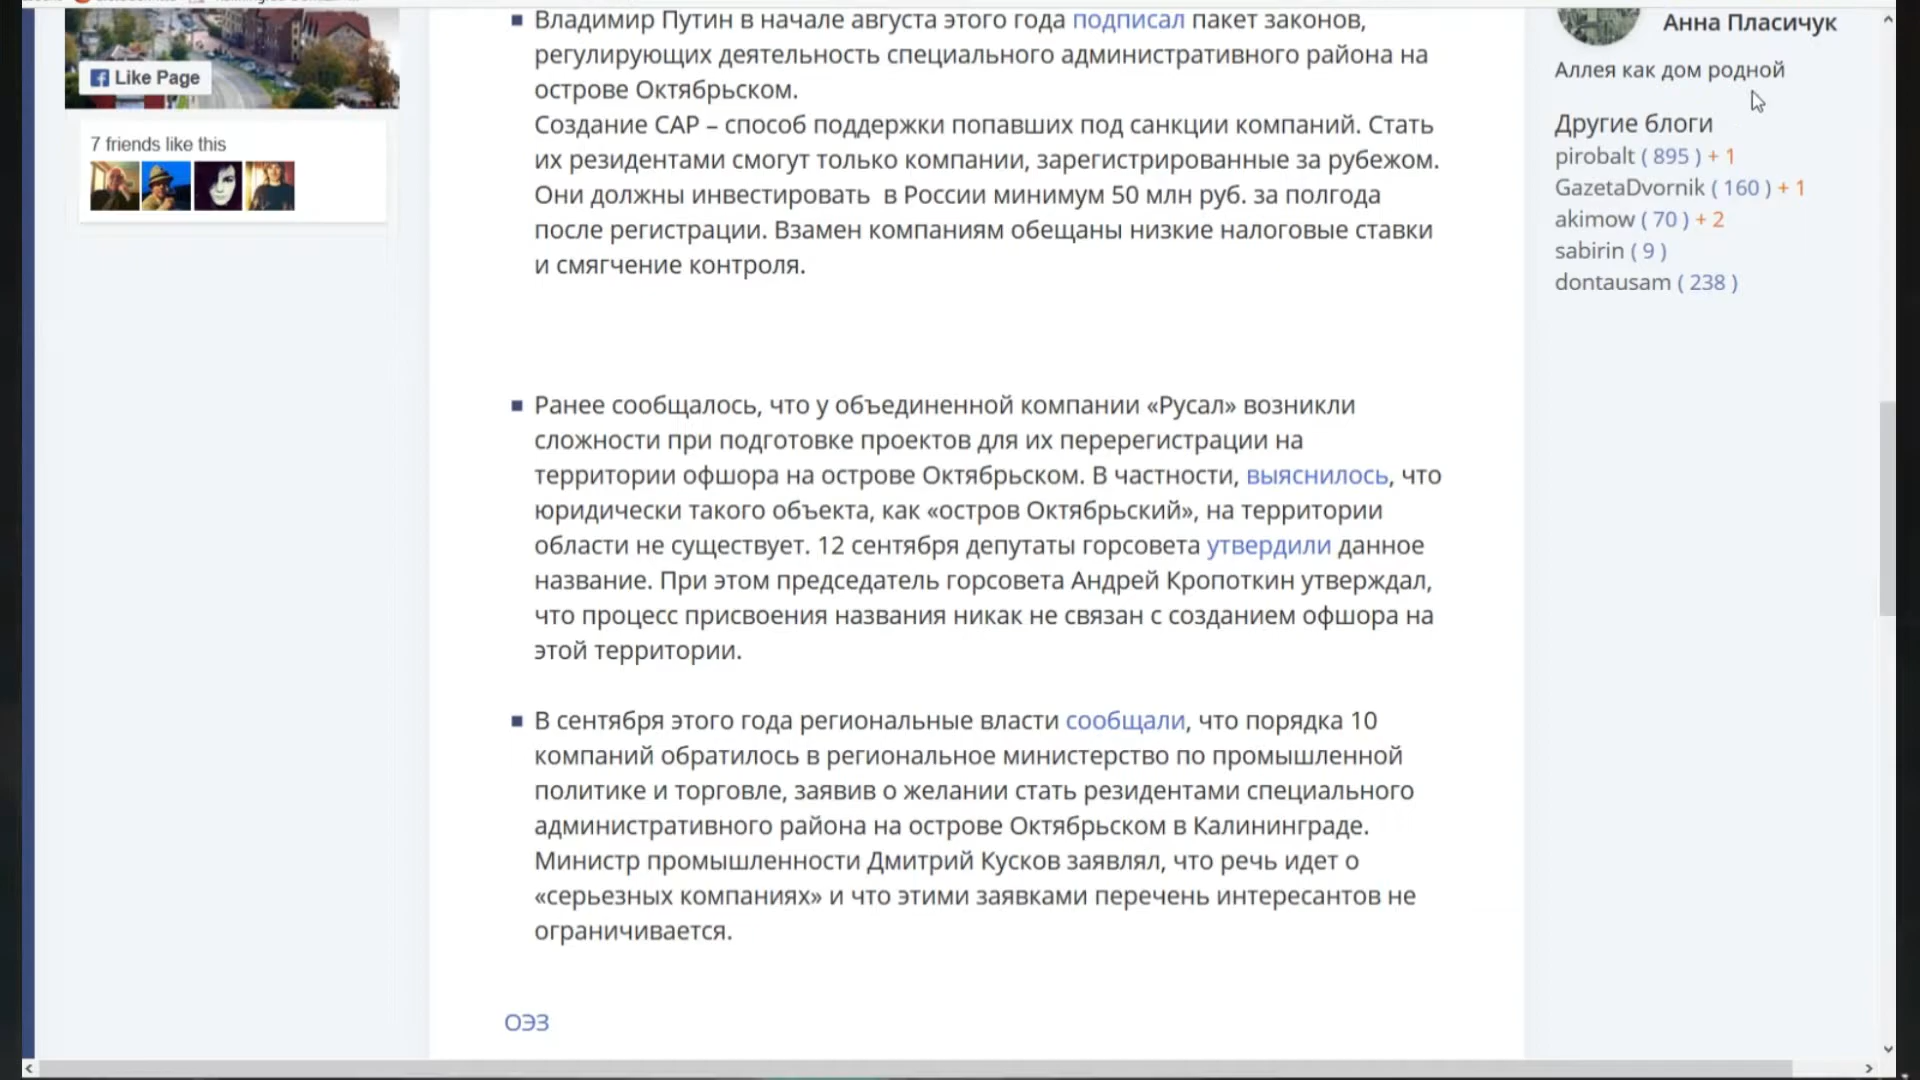 Like Page
7 friends like this
Владимир Путин в начале августа этого года подписал пакет законов,
регулирующих деятельность специального административного района на
острове Октябрьском.
Создание САР – способ поддержки попавших под санкции компаний. Стать
их резидентами смогут только компании, зарегистрированные за рубежом.
Они должны инвестировать в России минимум 50 млн руб. за полгода
после регистрации. Взамен компаниям обещаны низкие налоговые ставки
и смягчение контроля.
Ранее сообщалось, что у объединенной компании «Русал» возникли
сложности при подготовке проектов для их перерегистрации на
территории офшора на острове Октябрьском. В частности, выяснилось, что
юридически такого объекта, как «остров Октябрьский», на территории
области не существует. 12 сентября депутаты горсовета утвердили данное
название. При этом председатель горсовета Андрей Кропоткин утверждал,
что процесс присвоения названия никак не связан с созданием офшора на
этой территории.
В сентября этого года региональные власти сообщали, что порядка 10
компаний обратилось в региональное министерство по промышленной
политике и торговле, заявив о желании стать резидентами специального
административного района на острове Октябрьском в Калининграде.
Министр промышленности Дмитрий Кусков заявлял, что речь идет о
«серьезных компаниях» и что этими заявками перечень интересантов не
ограничивается.
ОЭЗ
Анна Пласичук
Аллея как дом родной
Другие блоги
pirobalt ( 895 ) + 1
GazetaDvornik ( 160 ) + 1
akimow ( 70 ) + 2
sabirin ( 9 )
dontausam ( 238 )